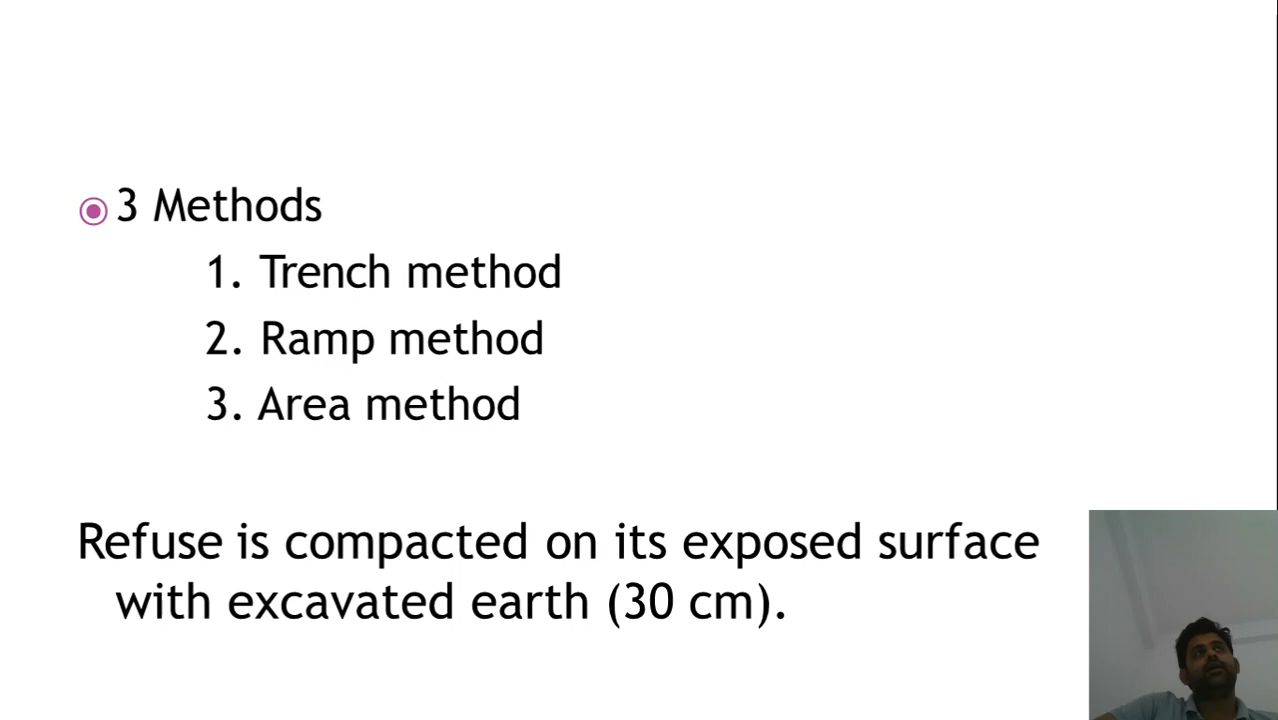 3 Methods
1. Trench method
2. Ramp method
3. Area method
Refuse is compacted on its exposed surface
with excavated earth (30 cm).